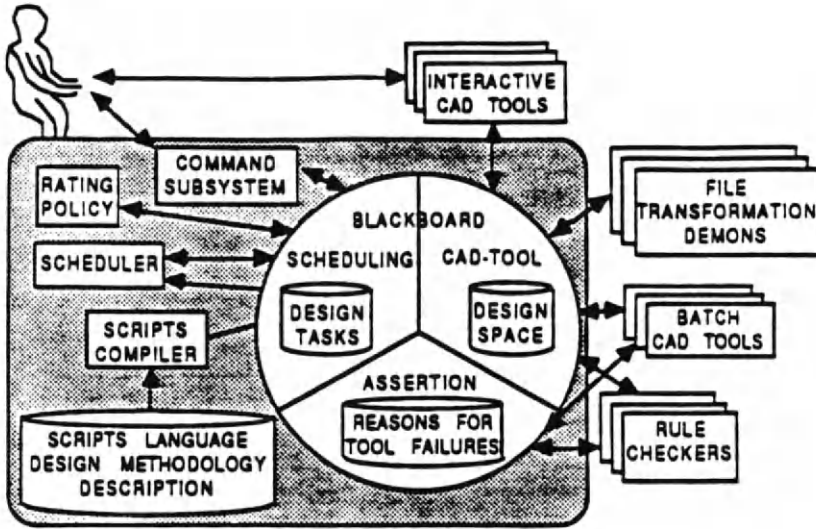 INTERACTIVE
CAD TOOLS
COMMAND
SUBSYSTEM
RATING
POLICY
FILE
TRANSFORMATION
DEMONS
BLACKBOARD
SCHEDULER
SCHEDULING
CAD-TOOL
DESIGN
TASKS
DESIGN
SPACE
SCRIPTS
COMPILER
BATCH
CAD TOOLS
ASSERTION
REASONS FOR
TOOL FAILURES
SCRIPTS LANGUAGE
DESIGN METHODOLOGY
DESCRIPTION
RULE
CHECKERS